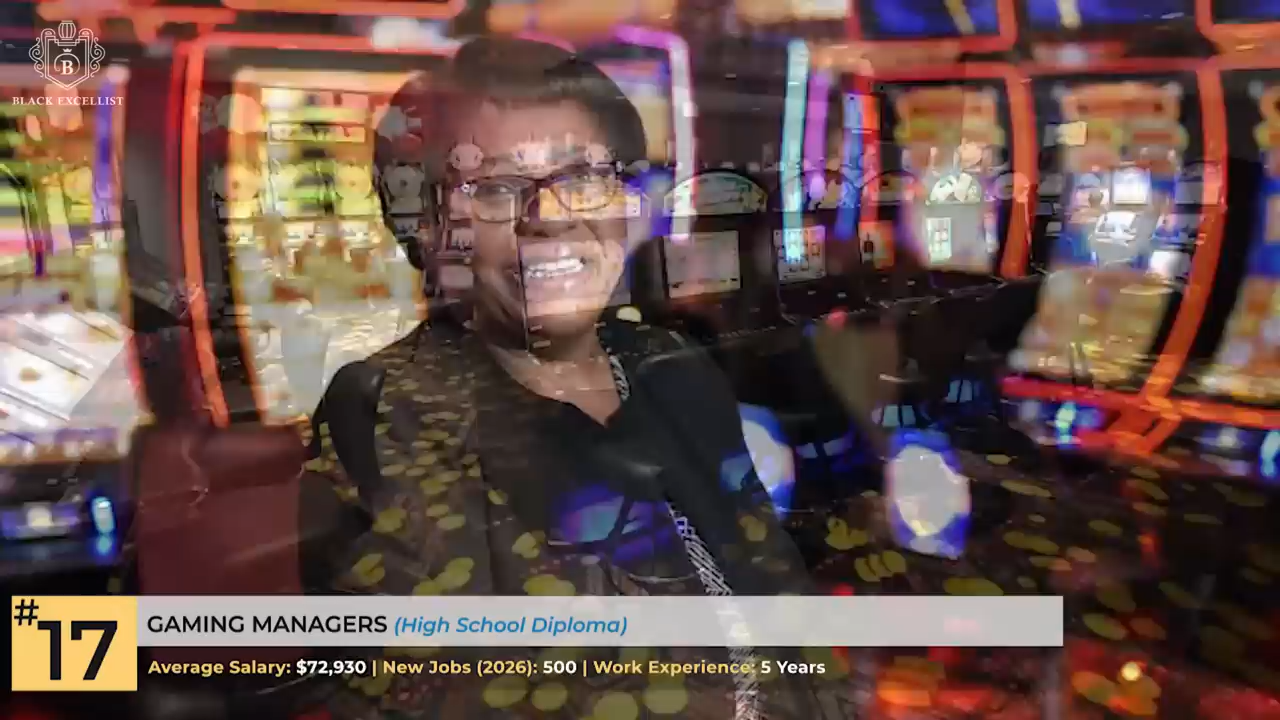 B
BLACK EXCELLIST
#17
GAMING MANAGERS (High School Diploma)
Average Salary: $72,930 | New Jobs (2026): 500 | Work Experience: 5 Years